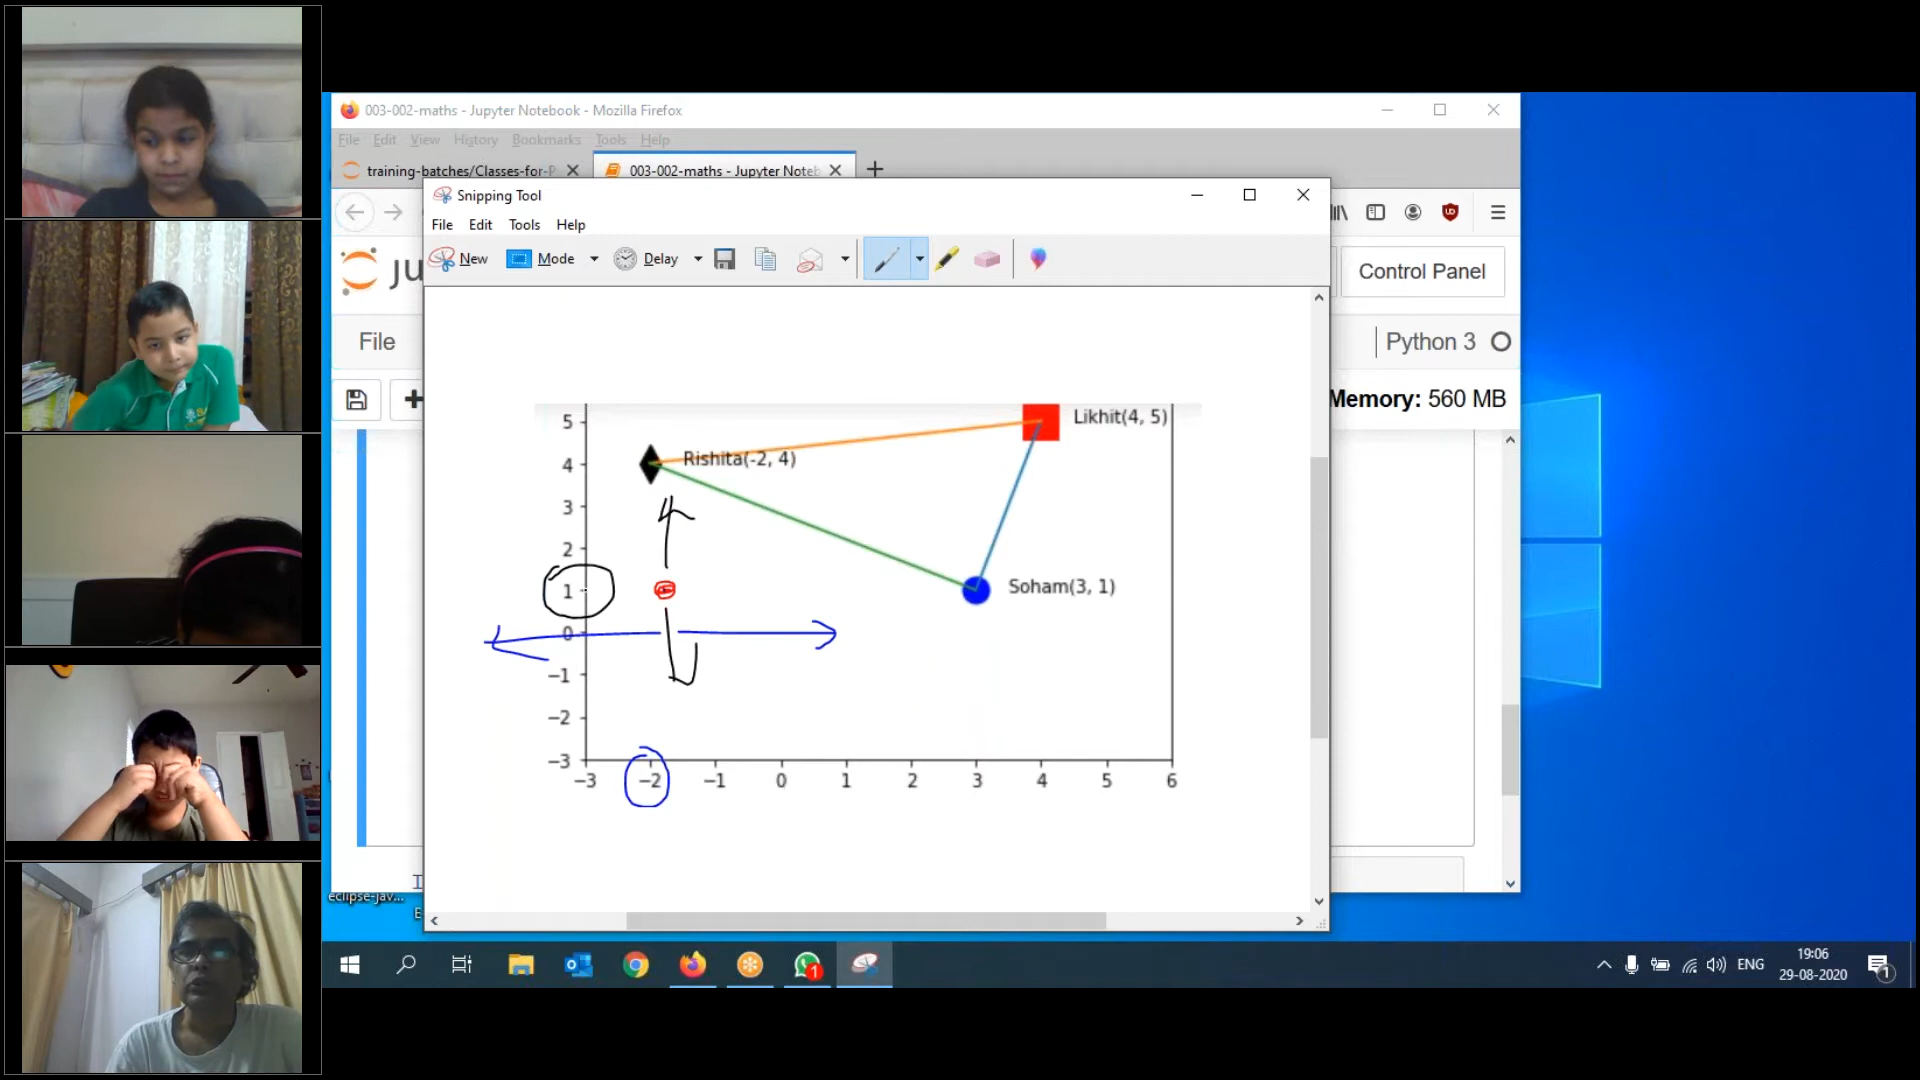 003-002-maths - Jupyter Notebook - Mozilla Firefox
File Edit View History Bookmarks Tools Help
training-batches/Classes-for-P
003-002-maths - Jupyter Noteb
Snipping Tool
File Edit Tools Help
New Mode Delay
Ju
Control Panel
File
Python 3
Memory: 560 MB
5
Likhit(4, 5)
4
Rishita(-2, 4)
3
2
1
Soham(3, 1)
0
−1
−2
−3
−3 −2 −1 0 1 2 3 4 5 6
eclipse-jav...
E
1
ENG
19:06
29-08-2020
1